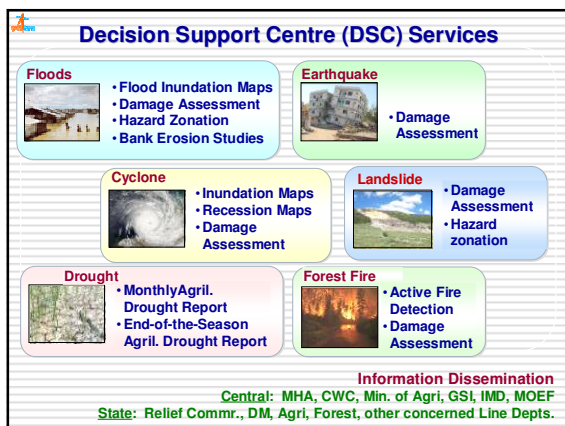 Decision Support Centre (DSC) Services
Floods
• Flood Inundation Maps
• Damage Assessment
• Hazard Zonation
• Bank Erosion Studies
Earthquake
• Damage
Assessment
Cyclone
• Inundation Maps
• Recession Maps
• Damage
Assessment
Landslide
• Damage
Assessment
• Hazard
zonation
Drought
• MonthlyAgril.
Drought Report
• End-of-the-Season
Agril. Drought Report
Forest Fire
• Active Fire
Detection
• Damage
Assessment
Information Dissemination
Central: MHA, CWC, Min. of Agri, GSI, IMD, MOEF
State: Relief Commr., DM, Agri, Forest, other concerned Line Depts.